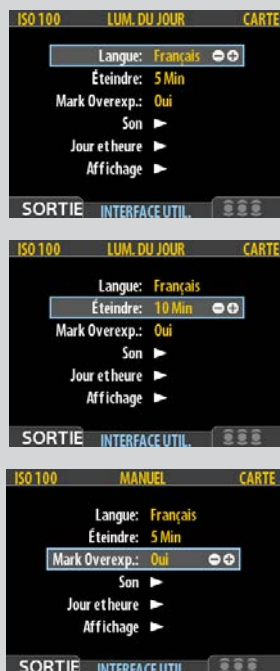 ISO 100 LUM. DU JOUR CARTE
Langue: Français
Éteindre: 5 Min
Mark Overexp.: Oui
Son
Jour et heure
Affichage
SORTIE INTERFACE UTIL.
ISO 100 LUM. DU JOUR CARTE
Langue: Français
Éteindre: 10 Min
Mark Overexp.: Oui
Son
Jour et heure
Affichage
SORTIE INTERFACE UTIL.
ISO 100 MANUEL CARTE
Langue: Français
Éteindre: 5 Min
Mark Overexp.: Oui
Son
Jour et heure
Affichage
SORTIE INTERFACE UTIL.